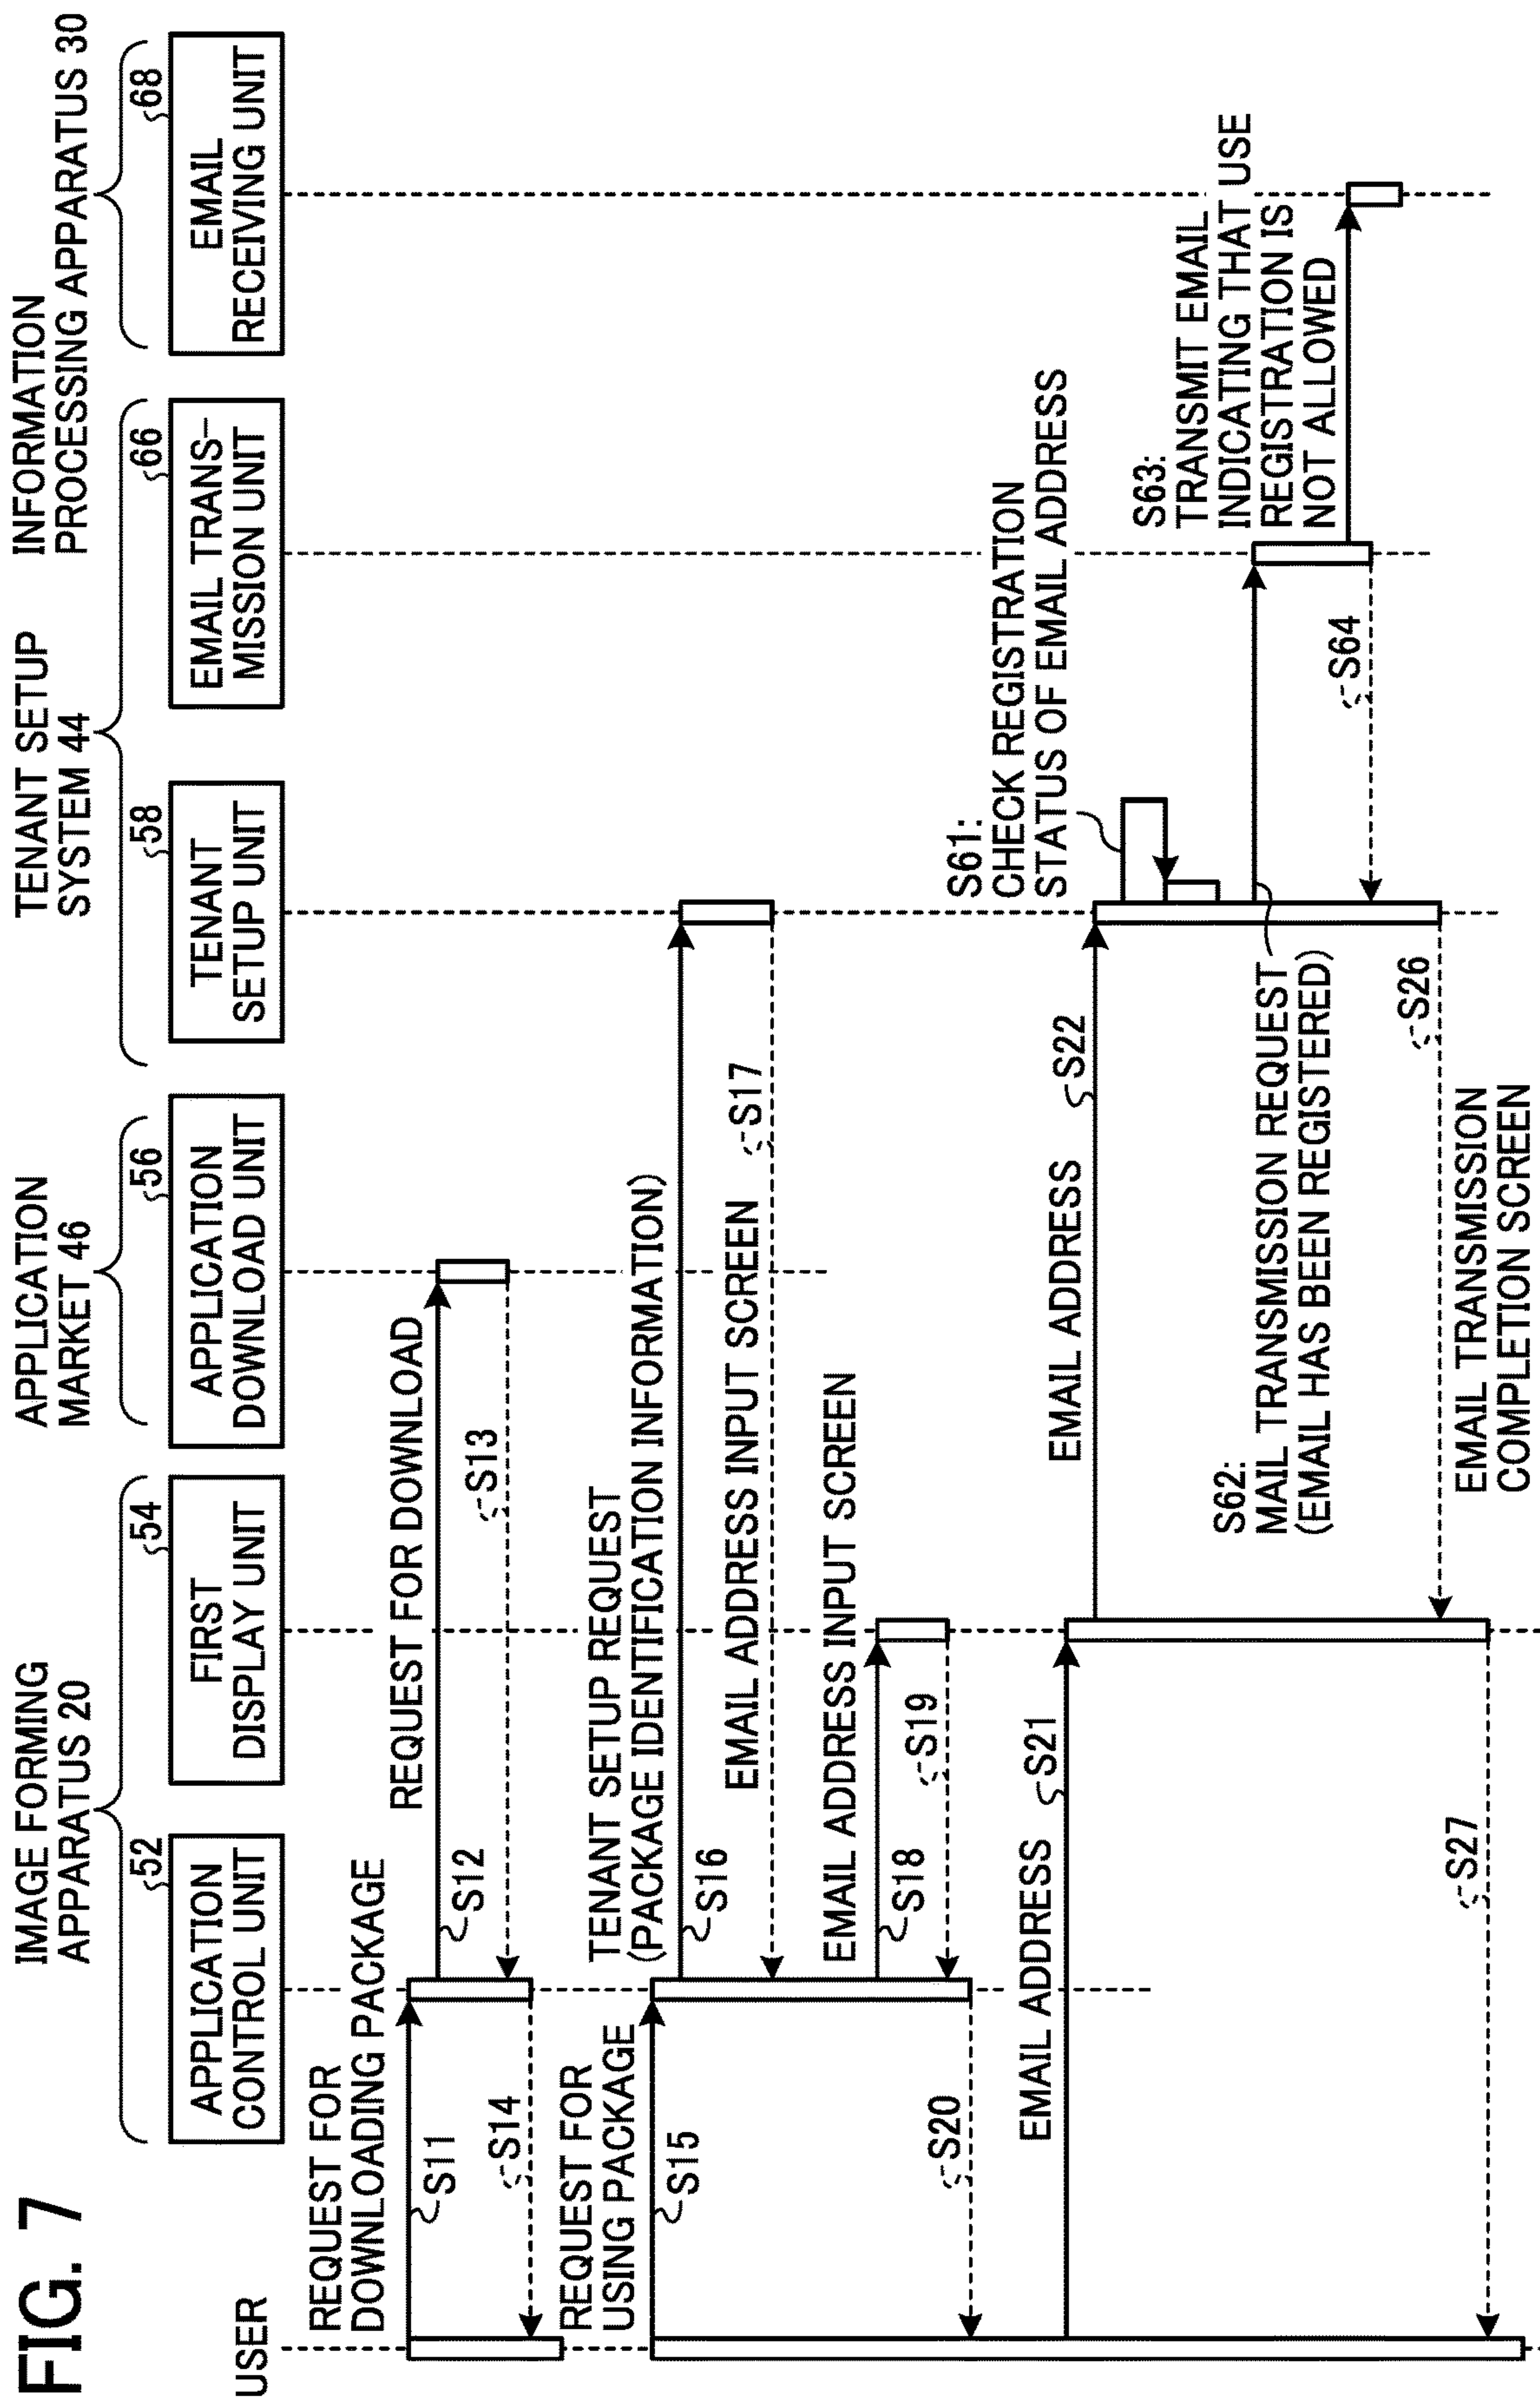 FIG. 7
USER
IMAGE FORMING
APPARATUS 20
APPLICATION
MARKET 46
TENANT SETUP
SYSTEM 44
INFORMATION
PROCESSING APPARATUS 30
52
APPLICATION
CONTROL UNIT
54
FIRST
DISPLAY UNIT
56
APPLICATION
DOWNLOAD UNIT
58
TENANT
SETUP UNIT
66
EMAIL TRANS-
MISSION UNIT
68
EMAIL
RECEIVING UNIT
REQUEST FOR
DOWNLOADING PACKAGE
S11
REQUEST FOR DOWNLOAD
S12
S13
S14
REQUEST FOR
USING PACKAGE
S15
TENANT SETUP REQUEST
(PACKAGE IDENTIFICATION INFORMATION)
S16
EMAIL ADDRESS INPUT SCREEN
S17
EMAIL ADDRESS INPUT SCREEN
S18
S19
S20
EMAIL ADDRESS
S21
EMAIL ADDRESS
S22
S61:
CHECK REGISTRATION
STATUS OF EMAIL ADDRESS
S62:
MAIL TRANSMISSION REQUEST
(EMAIL HAS BEEN REGISTERED)
S63:
TRANSMIT EMAIL
INDICATING THAT USE
REGISTRATION IS
NOT ALLOWED
S64
S26
EMAIL TRANSMISSION
COMPLETION SCREEN
S27